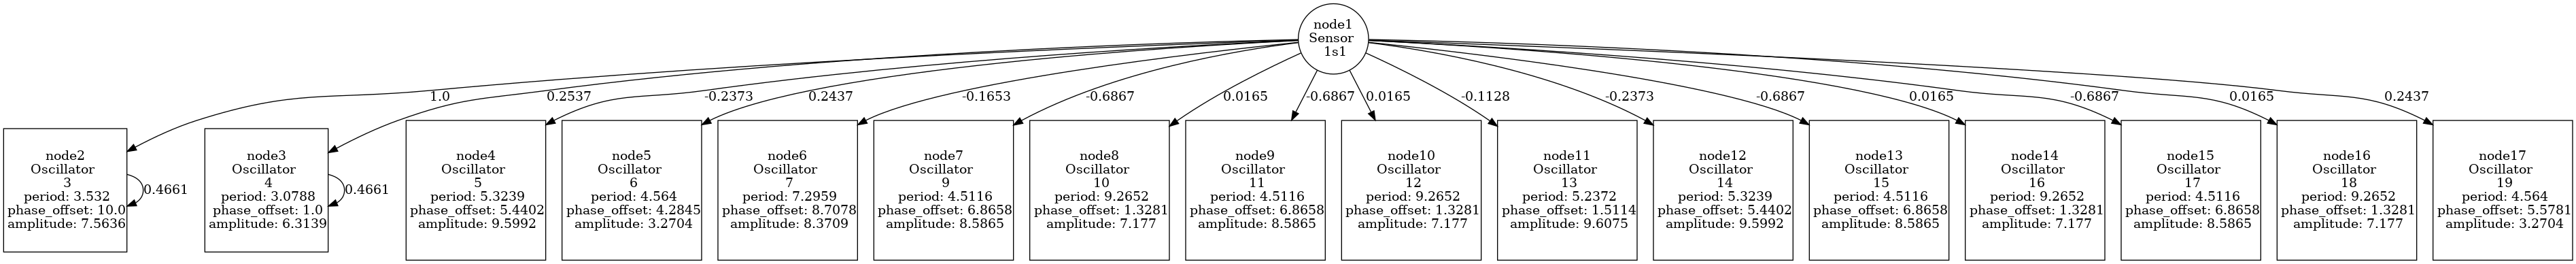 node1
Sensor
1s1
1.0
0.2537
-0.2373
0.2437
-0.1653
-0.6867
0.0165
-0.6867
0.0165
-0.1128
-0.2373
-0.6867
0.0165
-0.6867
0.0165
0.2437
node2
Oscillator
3
period: 3.532
phase_offset: 10.0
amplitude: 7.5636
0.4661
node3
Oscillator
4
period: 3.0788
phase_offset: 1.0
amplitude: 6.3139
0.4661
node4
Oscillator
5
period: 5.3239
phase_offset: 5.4402
amplitude: 9.5992
node5
Oscillator
6
period: 4.564
phase_offset: 4.2845
amplitude: 3.2704
node6
Oscillator
7
period: 7.2959
phase_offset: 8.7078
amplitude: 8.3709
node7
Oscillator
9
period: 4.5116
phase_offset: 6.8658
amplitude: 8.5865
node8
Oscillator
10
period: 9.2652
phase_offset: 1.3281
amplitude: 7.177
node9
Oscillator
11
period: 4.5116
phase_offset: 6.8658
amplitude: 8.5865
node10
Oscillator
12
period: 9.2652
phase_offset: 1.3281
amplitude: 7.177
node11
Oscillator
13
period: 5.2372
phase_offset: 1.5114
amplitude: 9.6075
node12
Oscillator
14
period: 5.3239
phase_offset: 5.4402
amplitude: 9.5992
node13
Oscillator
15
period: 4.5116
phase_offset: 6.8658
amplitude: 8.5865
node14
Oscillator
16
period: 9.2652
phase_offset: 1.3281
amplitude: 7.177
node15
Oscillator
17
period: 4.5116
phase_offset: 6.8658
amplitude: 8.5865
node16
Oscillator
18
period: 9.2652
phase_offset: 1.3281
amplitude: 7.177
node17
Oscillator
19
period: 4.564
phase_offset: 5.5781
amplitude: 3.2704